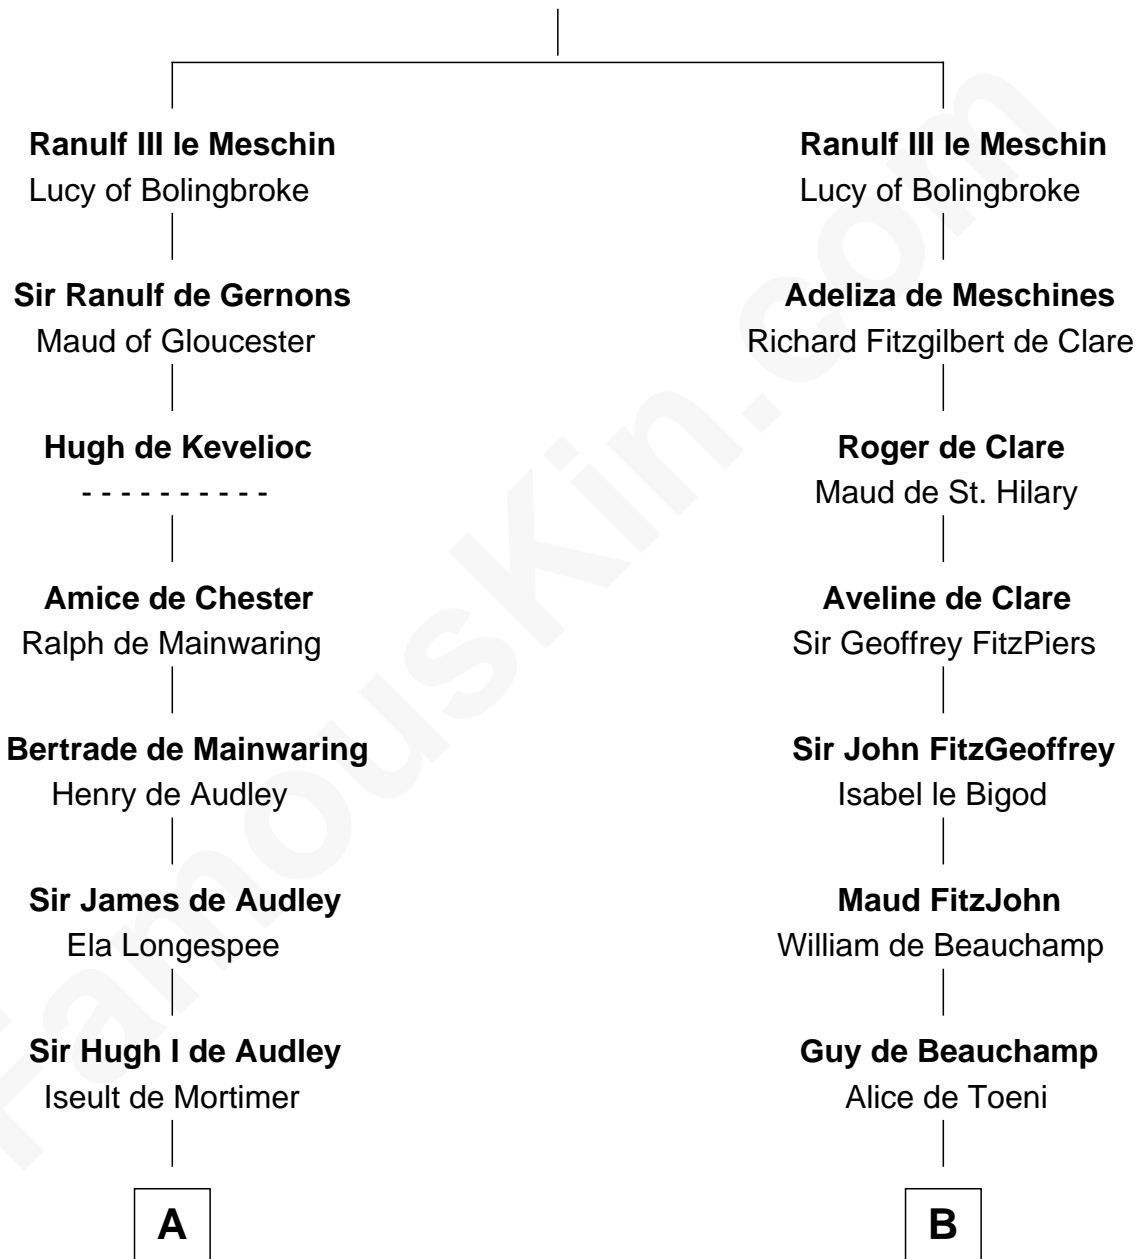 Ranulf III le Meschin
Lucy of Bolingbroke
Sir Ranulf de Gernons
Maud of Gloucester
Hugh de Kevelioc
- - - - - - - - - -
Amice de Chester
Ralph de Mainwaring
Bertrade de Mainwaring
Henry de Audley
Sir James de Audley
Ela Longespee
Sir Hugh I de Audley
Iseult de Mortimer
A
Ranulf III le Meschin
Lucy of Bolingbroke
Adeliza de Meschines
Richard Fitzgilbert de Clare
Roger de Clare
Maud de St. Hilary
Aveline de Clare
Sir Geoffrey FitzPiers
Sir John FitzGeoffrey
Isabel le Bigod
Maud FitzJohn
William de Beauchamp
Guy de Beauchamp
Alice de Toeni
B
FamousKin.com